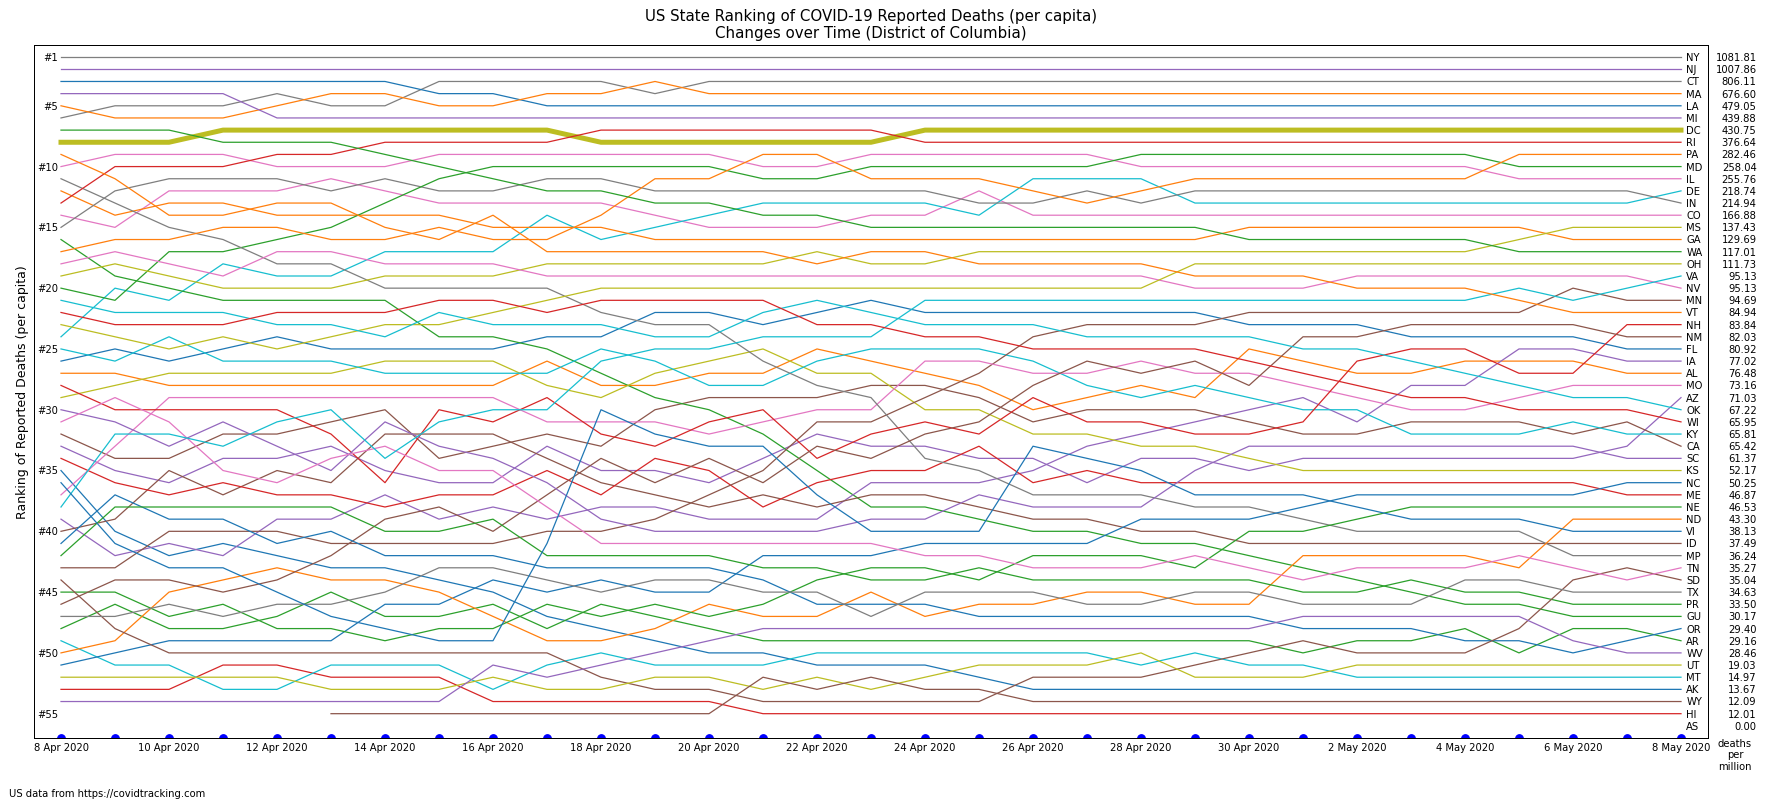 US State Ranking of COVID-19 Reported Deaths (per capita)
Changes over Time (District of Columbia)
Ranking of Reported Deaths (per capita)
#1
#5
#10
#15
#20
#25
#30
#35
#40
#45
#50
#55
NY 1081.81
NJ 1007.86
CT 806.11
MA 676.60
LA 479.05
MI 439.88
DC 430.75
RI 376.64
PA 282.46
MD 258.04
IL 255.76
DE 218.74
IN 214.94
CO 166.88
MS 137.43
GA 129.69
WA 117.01
OH 111.73
VA 95.13
NV 95.13
MN 94.69
VT 84.94
NH 83.84
NM 82.03
FL 80.92
IA 77.02
AL 76.48
MO 73.16
AZ 71.03
OK 67.22
WI 65.95
KY 65.81
CA 65.42
SC 61.37
KS 52.17
NC 50.25
ME 46.87
NE 46.53
ND 43.30
VI 38.13
ID 37.49
MP 36.24
TN 35.27
SD 35.04
TX 34.63
PR 33.50
GU 30.17
OR 29.40
AR 29.16
WV 28.46
UT 19.03
MT 14.97
AK 13.67
WY 12.09
HI 12.01
AS 0.00
8 Apr 2020 10 Apr 2020 12 Apr 2020 14 Apr 2020 16 Apr 2020 18 Apr 2020 20 Apr 2020 22 Apr 2020 24 Apr 2020 26 Apr 2020 28 Apr 2020 30 Apr 2020 2 May 2020 4 May 2020 6 May 2020 8 May 2020
deaths
per
million
US data from https://covidtracking.com